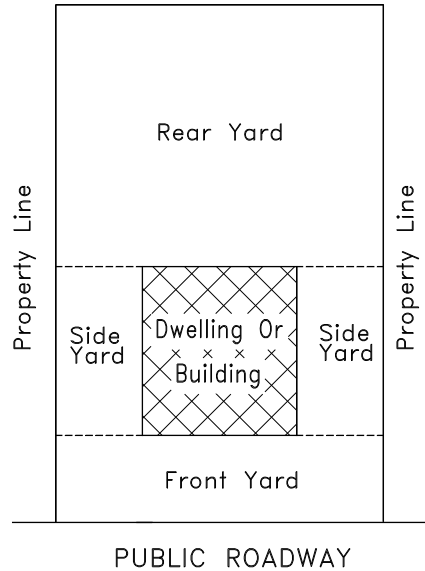 Rear Yard
Property Line
Property Line
Side
Yard
Dwelling Or
Building
Side
Yard
Front Yard
PUBLIC ROADWAY